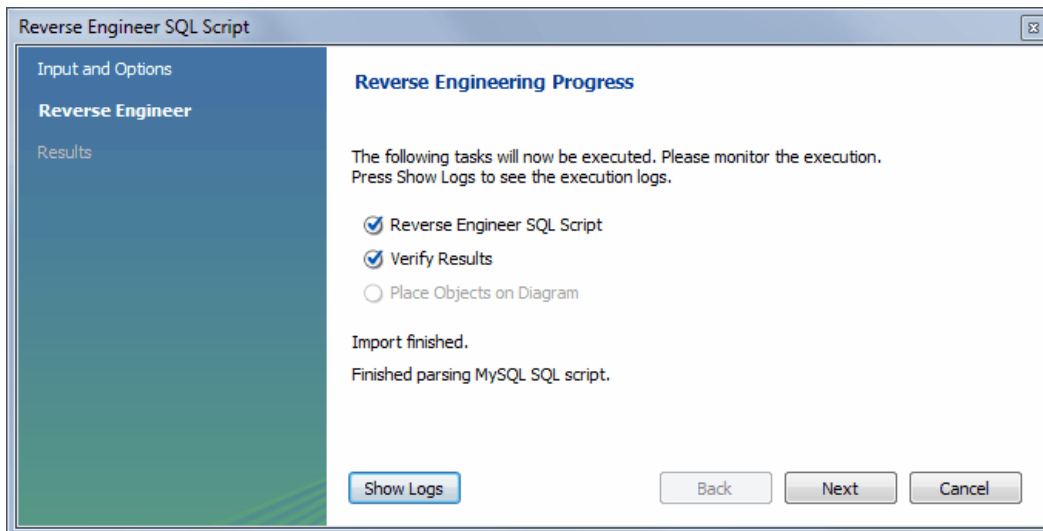 Reverse Engineer SQL Script
Input and Options
Reverse Engineer
Results
Reverse Engineering Progress
The following tasks will now be executed. Please monitor the execution.
Press Show Logs to see the execution logs.
Reverse Engineer SQL Script
Verify Results
Place Objects on Diagram
Import finished.
Finished parsing MySQL SQL script.
Show Logs
Back
Next
Cancel